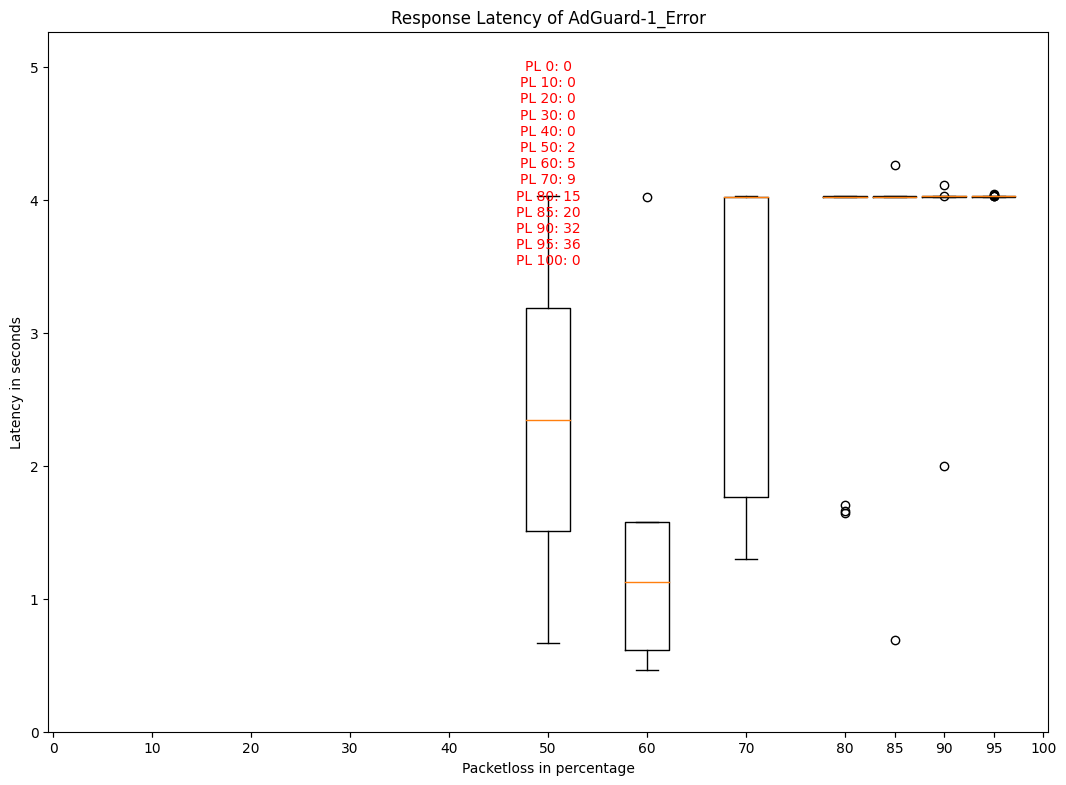 Response Latency of AdGuard-1_Error
PL 0: 0
PL 10: 0
PL 20: 0
PL 30: 0
PL 40: 0
PL 50: 2
PL 60: 5
PL 70: 9
PL 80: 15
PL 85: 20
PL 90: 32
PL 95: 36
PL 100: 0
Latency in seconds
5
4
3
2
1
0
0 10 20 30 40 50 60 70 80 85 90 95 100
Packetloss in percentage